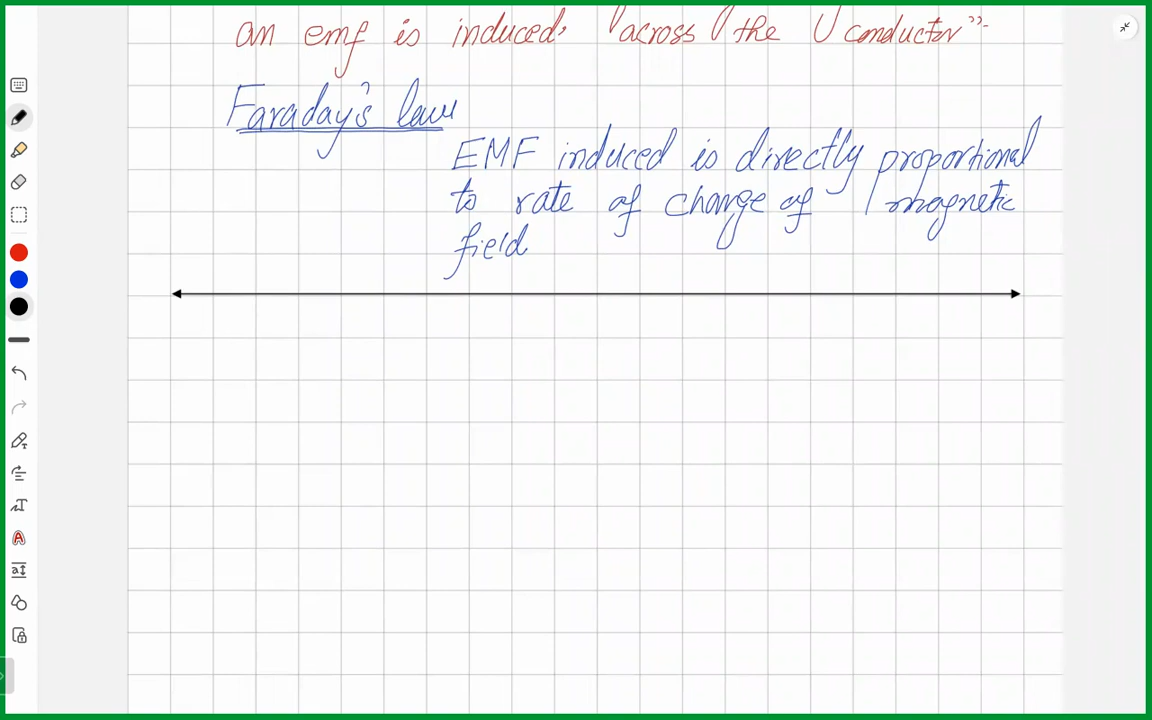 an emf is induced, "across the conductor".
Faraday's law
EMF induced is directly proportional
to rate of change of magnetic
field